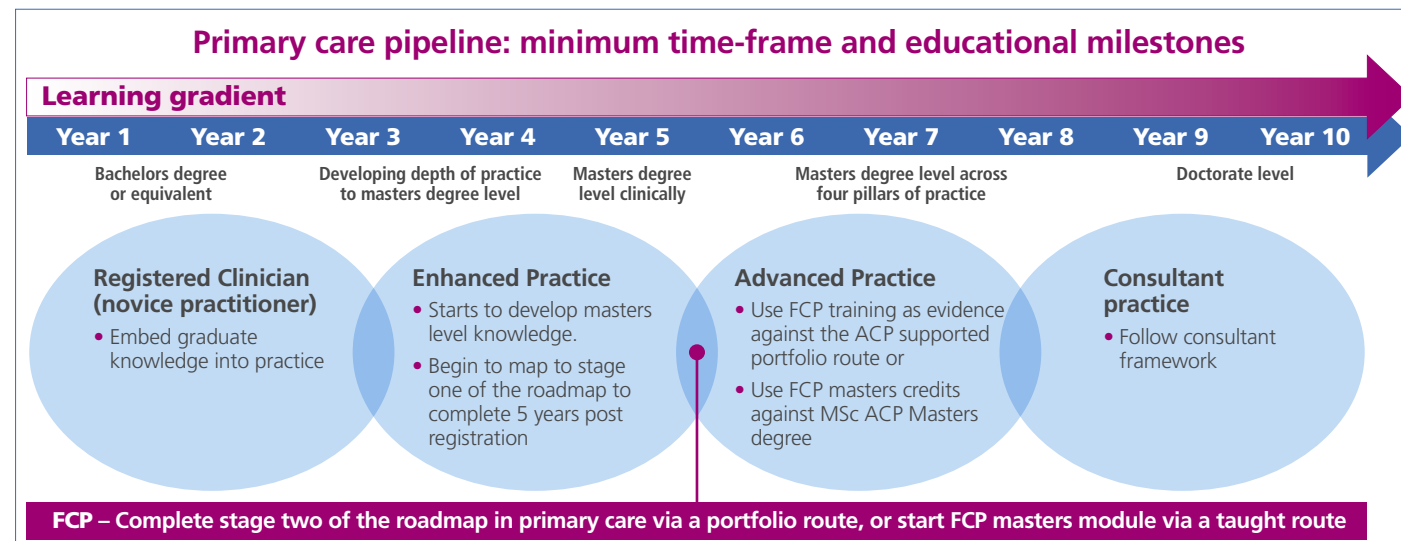 Primary care pipeline: minimum time-frame and educational milestones
Learning gradient
Year 1 Year 2 Year 3 Year 4 Year 5 Year 6 Year 7 Year 8 Year 9 Year 10
Bachelors degree
or equivalent
Developing depth of practice
to masters degree level
Masters degree
level clinically
Masters degree level across
four pillars of practice
Doctorate level
Registered Clinician
(novice practitioner)
• Embed graduate
knowledge into practice
Enhanced Practice
• Starts to develop masters
level knowledge.
• Begin to map to stage
one of the roadmap to
complete 5 years post
registration
Advanced Practice
• Use FCP training as evidence
against the ACP supported
portfolio route or
• Use FCP masters credits
against MSc ACP Masters
degree
Consultant
practice
• Follow consultant
framework
FCP – Complete stage two of the roadmap in primary care via a portfolio route, or start FCP masters module via a taught route